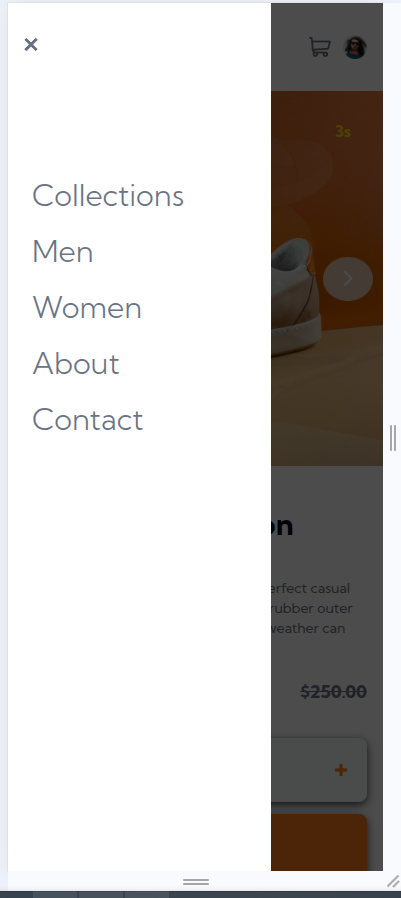 3s
Collections
Men
Women
About
Contact
on
erfect casual
rubber outer
weather can
$250.00
+